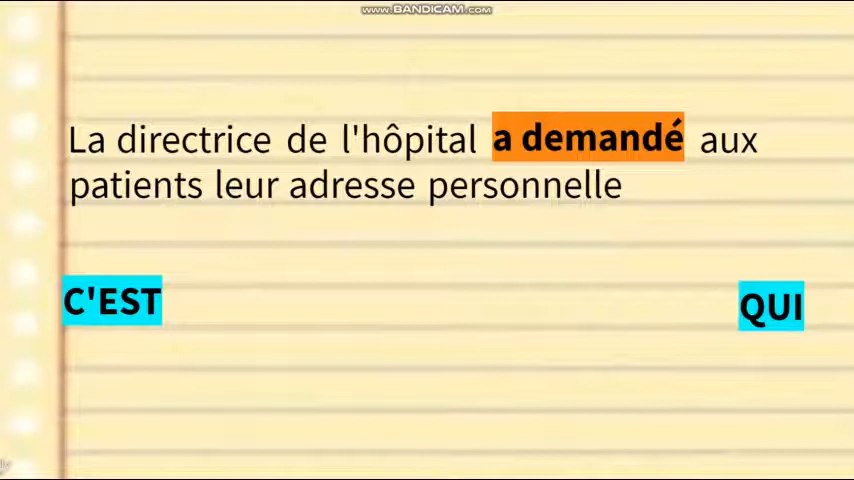 www.BANDICAM.com
La directrice de l'hôpital a demandé aux
patients leur adresse personnelle
C'EST QUI